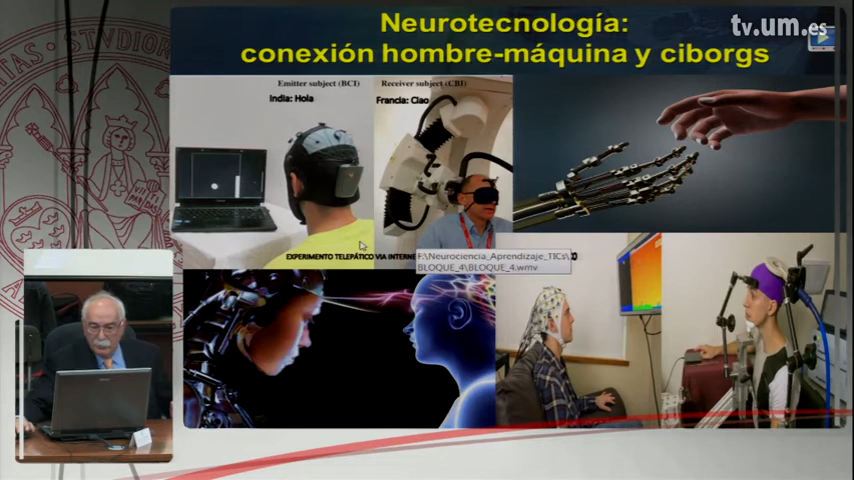 Neurotecnología:
conexión hombre-máquina y ciborgs
tv.um.es
Emitter subject (BCI)
Receiver subject (CBI)
India: Hola
Francia: Ciao
EXPERIMENTO TELEPÁTICO VIA INTERNE
F:\Neurociencia_Aprendizaje_TICs\
BLOQUE_4\BLOQUE_4.wmv